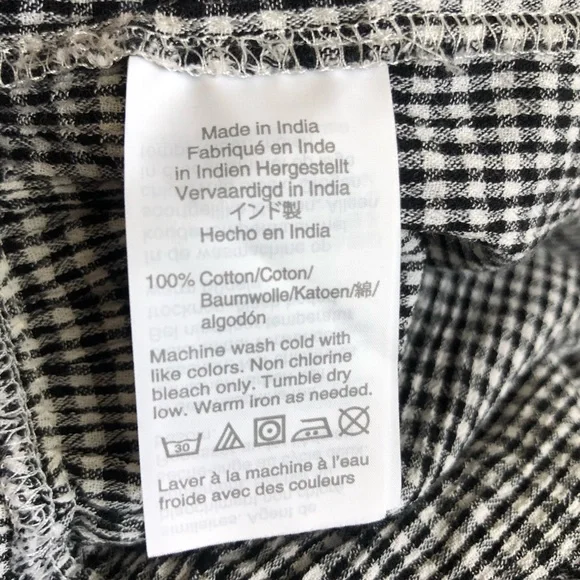 Made in India
Fabriqué en Inde
in Indien Hergestellt
Vervaardigd in India
インド製
Hecho en India
100% Cotton/Coton/
Baumwolle/Katoen/綿/
algodón
Machine wash cold with
like colors. Non chlorine
bleach only. Tumble dry
low. Warm iron as needed.
30
Laver à la machine à l'eau
froide avec des couleurs